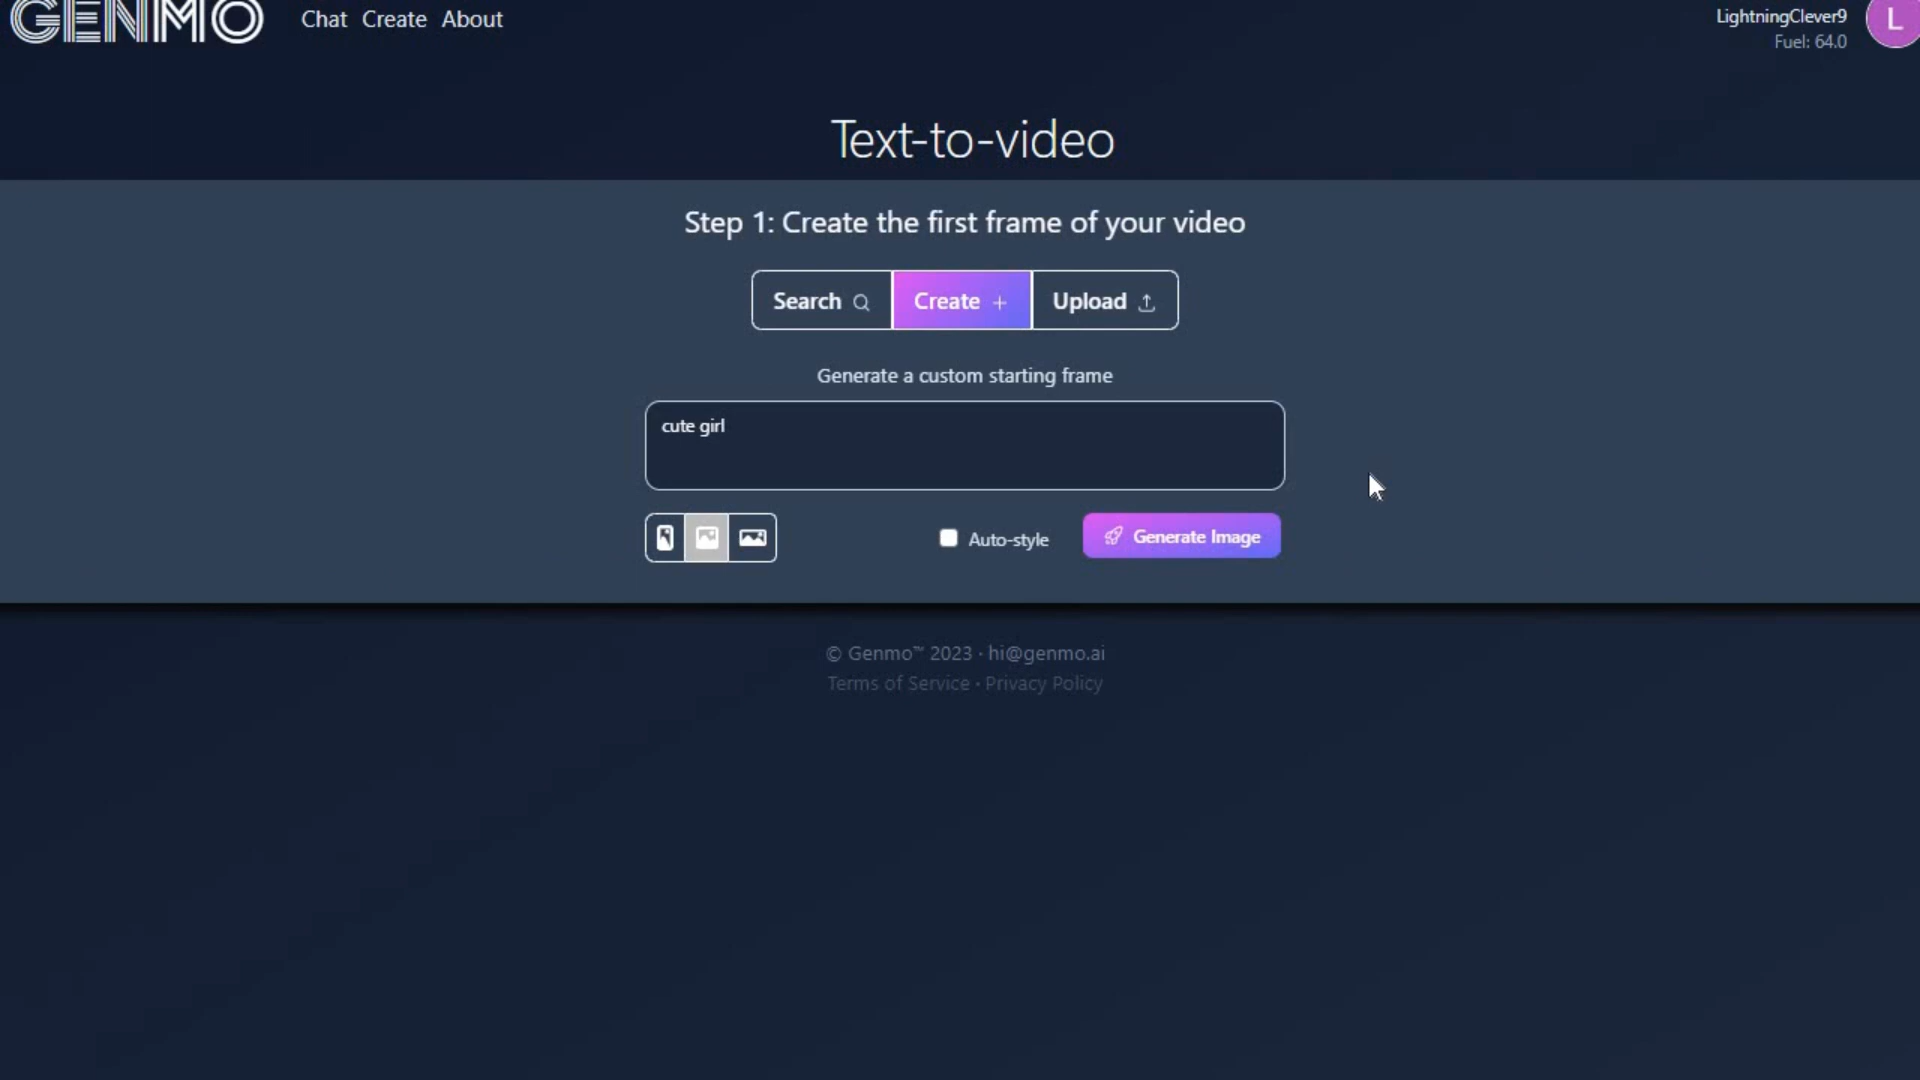 GENMO Chat Create About
LightningClever9
Fuel: 64.0
L
Text-to-video
Step 1: Create the first frame of your video
Search Create + Upload
Generate a custom starting frame
cute girl
Auto-style Generate Image
© Genmo™ 2023 · hi@genmo.ai
Terms of Service · Privacy Policy